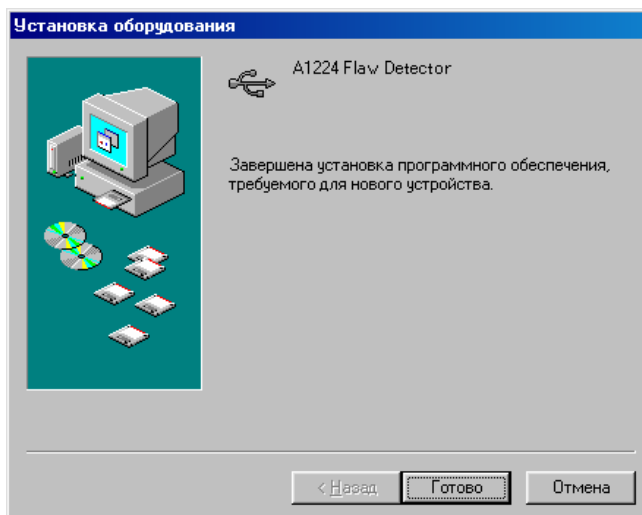 Установка оборудования
A1224 Flaw Detector
Завершена установка программного обеспечения,
требуемого для нового устройства.
< Назад
Готово
Отмена